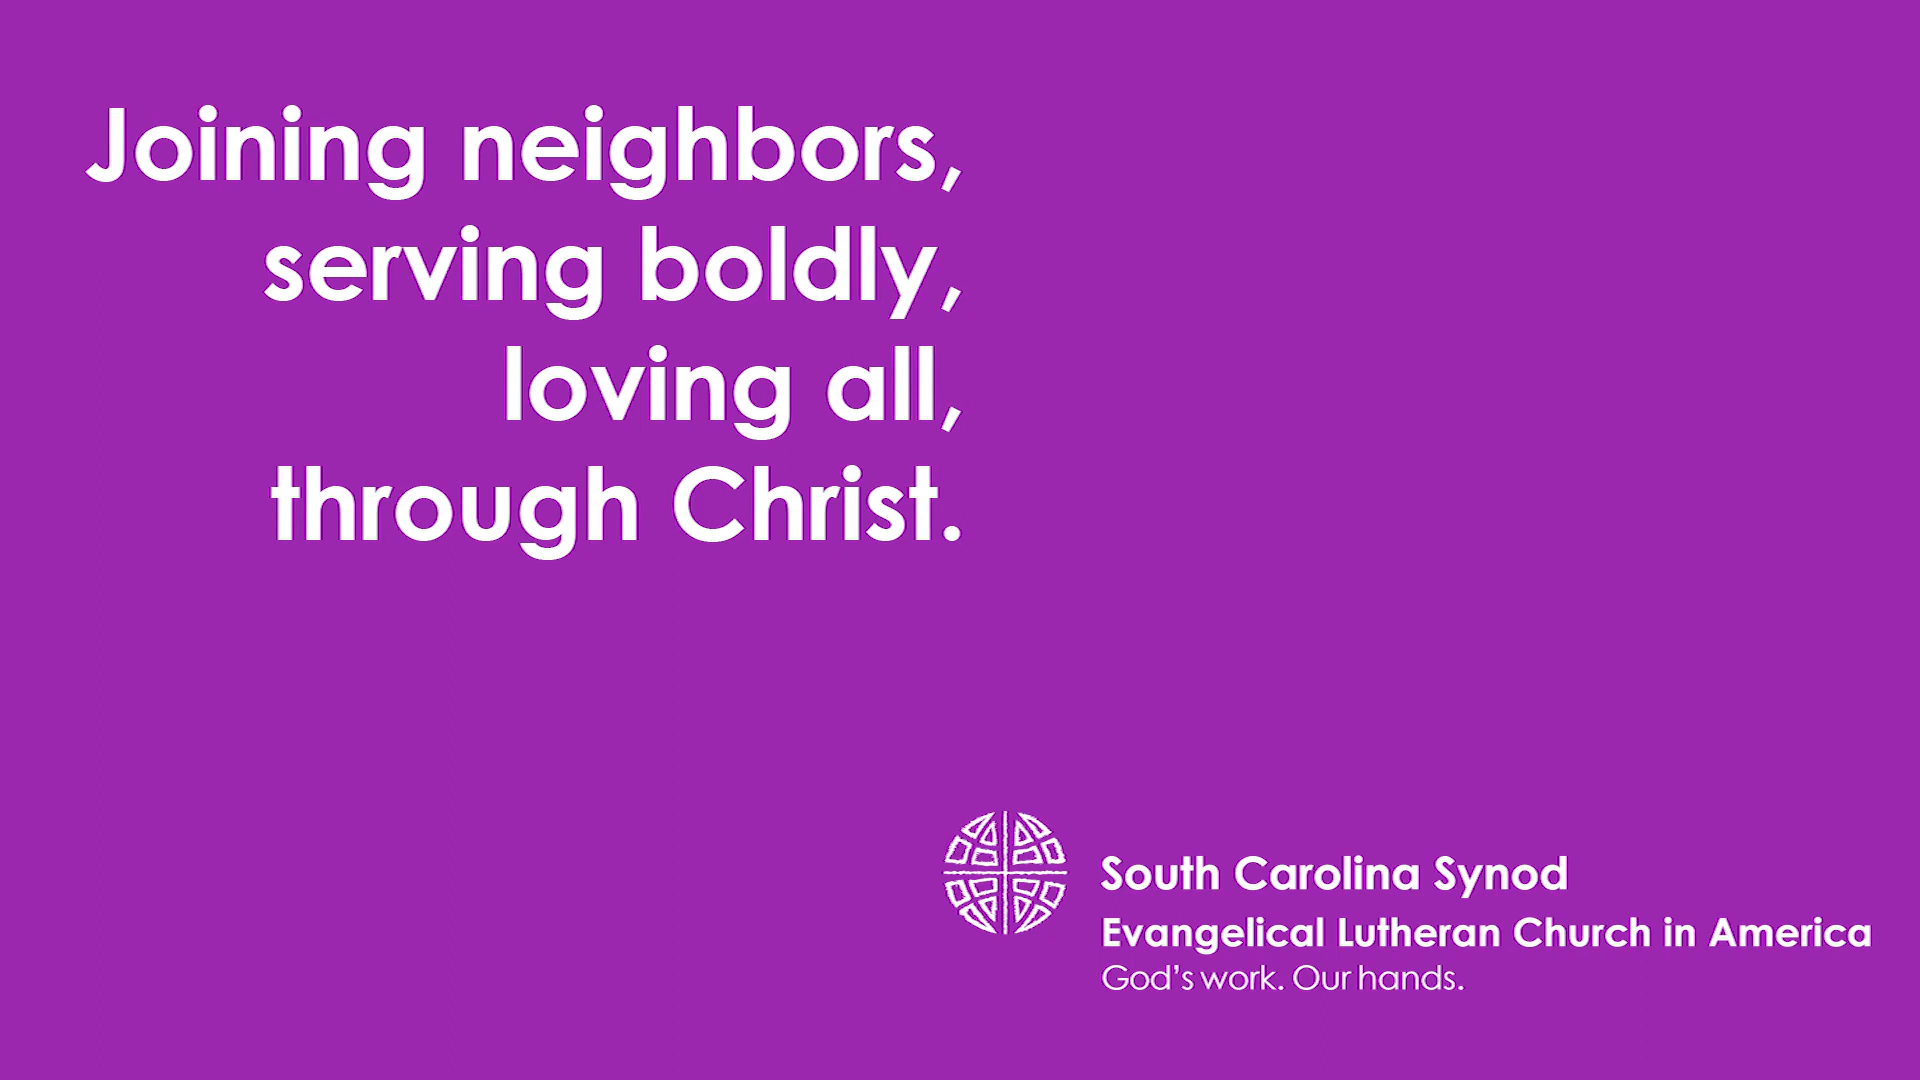 Joining neighbors,
serving boldly,
loving all,
through Christ.
South Carolina Synod
Evangelical Lutheran Church in America
God’s work. Our hands.